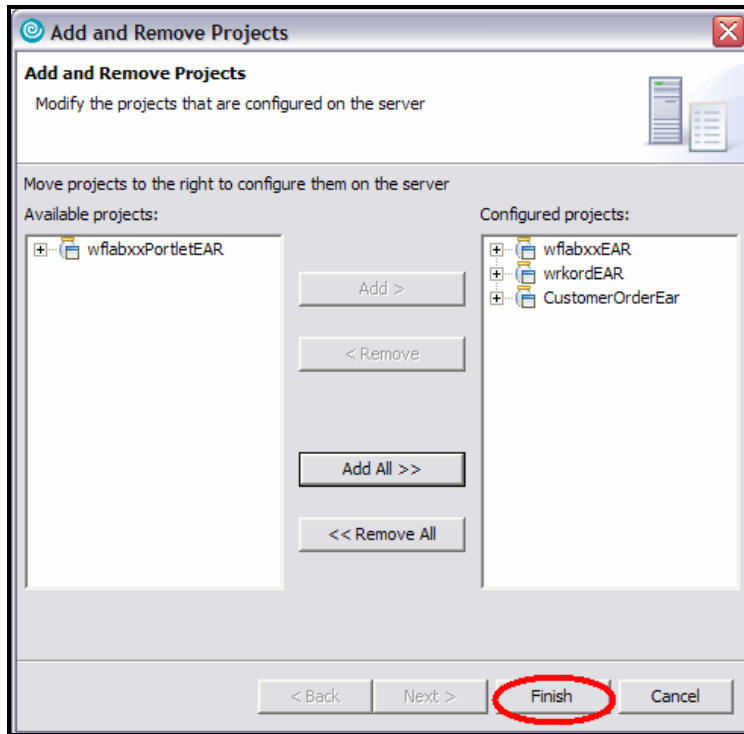 Add and Remove Projects
Add and Remove Projects
Modify the projects that are configured on the server
Move projects to the right to configure them on the server
Available projects:
Configured projects:
wflabxxPortletEAR
wflabxxEAR
wrkordEAR
CustomerOrderEar
Add >
< Remove
Add All >>
<< Remove All
< Back
Next >
Finish
Cancel